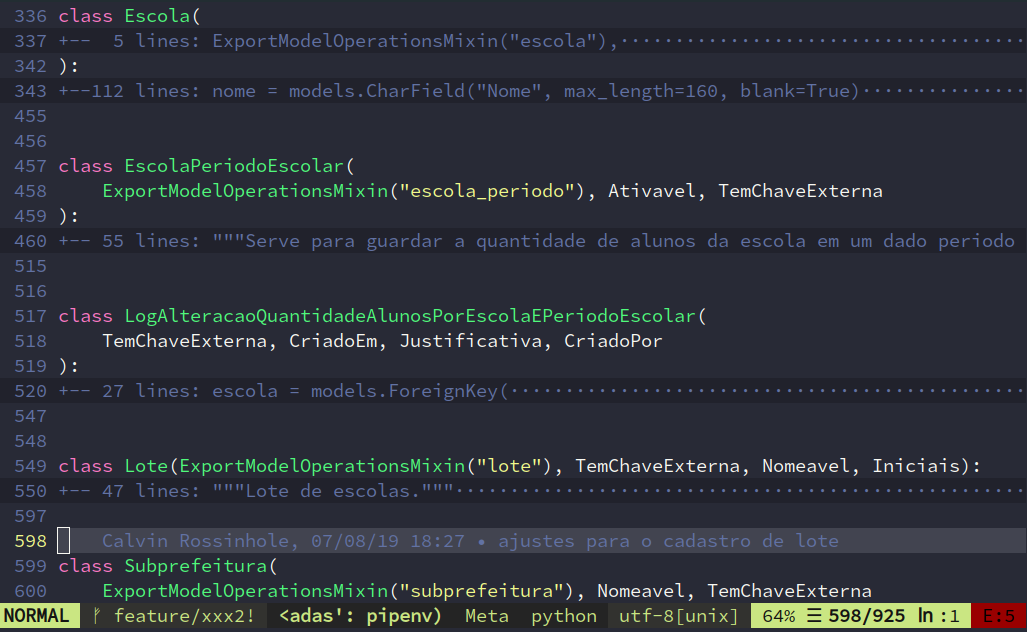 336 class Escola(
337 +--  5 lines: ExportModelOperationsMixin("escola"),·····································
342 ):
343 +--112 lines: nome = models.CharField("Nome", max_length=160, blank=True)···············
455
456
457 class EscolaPeriodoEscolar(
458     ExportModelOperationsMixin("escola_periodo"), Ativavel, TemChaveExterna
459 ):
460 +-- 55 lines: """Serve para guardar a quantidade de alunos da escola em um dado periodo
515
516
517 class LogAlteracaoQuantidadeAlunosPorEscolaEPeriodoEscolar(
518     TemChaveExterna, CriadoEm, Justificativa, CriadoPor
519 ):
520 +-- 27 lines: escola = models.ForeignKey(···············································
547
548
549 class Lote(ExportModelOperationsMixin("lote"), TemChaveExterna, Nomeavel, Iniciais):
550 +-- 47 lines: """Lote de escolas."""····················································
597
598     Calvin Rossinhole, 07/08/19 18:27 • ajustes para o cadastro de lote
599 class Subprefeitura(
600     ExportModelOperationsMixin("subprefeitura"), Nomeavel, TemChaveExterna
NORMAL ᚠ feature/xxx2! <adas': pipenv) Meta python utf-8[unix] 64% ☰ 598/925 ln :1 E:5